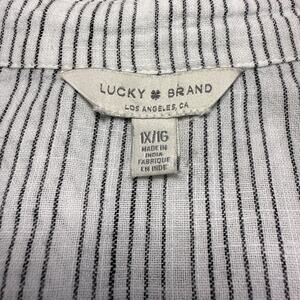 LUCKY BRAND
LOS ANGELES, CA
1X/16
MADE IN
INDIA
FABRIQUE
EN INDE